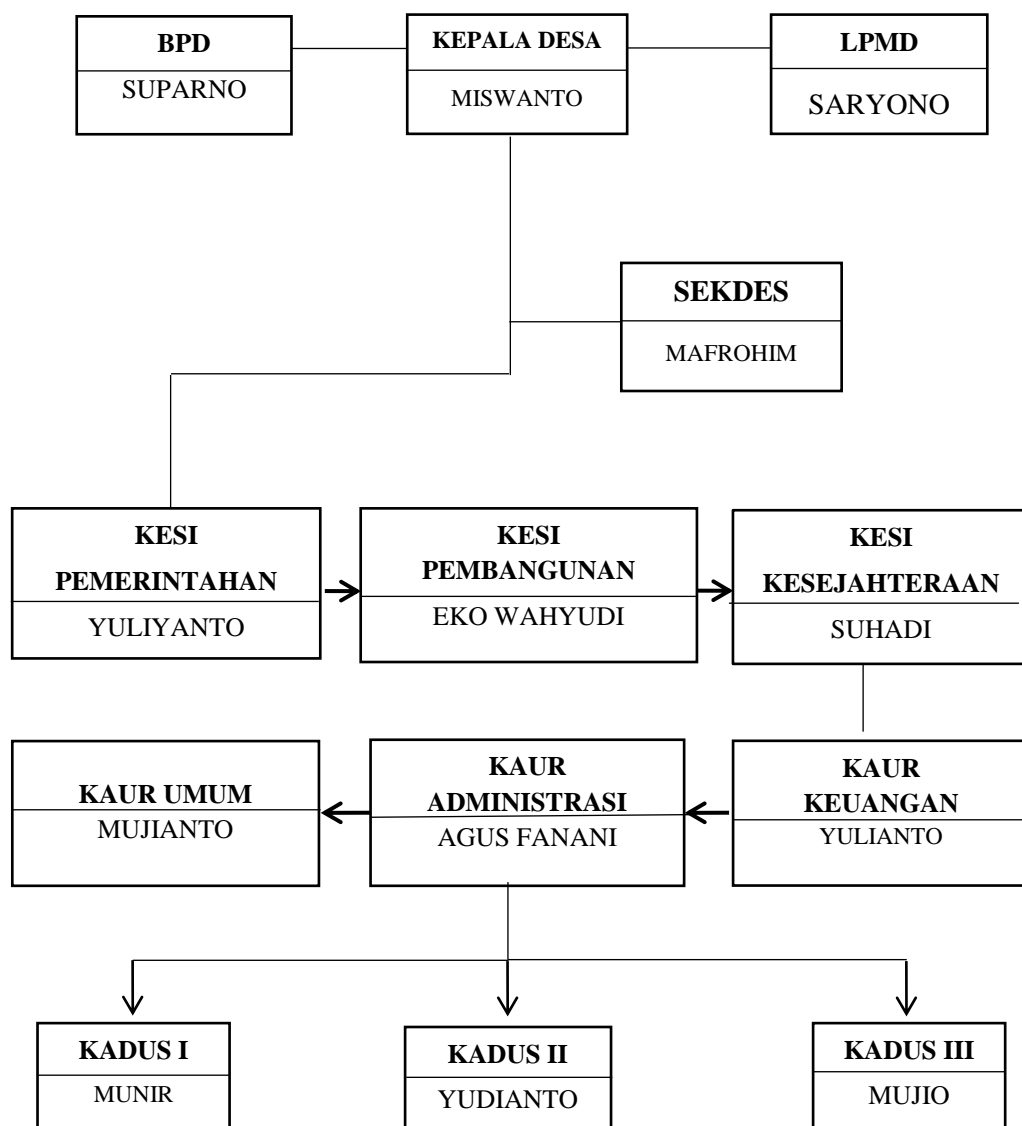 BPD
SUPARNO
KEPALA DESA
MISWANTO
LPMD
SARYONO
SEKDES
MAFROHIM
KESI
PEMERINTAHAN
YULIYANTO
KESI
PEMBANGUNAN
EKO WAHYUDI
KESI
KESEJAHTERAAN
SUHADI
KAUR UMUM
MUJIANTO
KAUR
ADMINISTRASI
AGUS FANANI
KAUR
KEUANGAN
YULIANTO
KADUS I
MUNIR
KADUS II
YUDIANTO
KADUS III
MUJIO